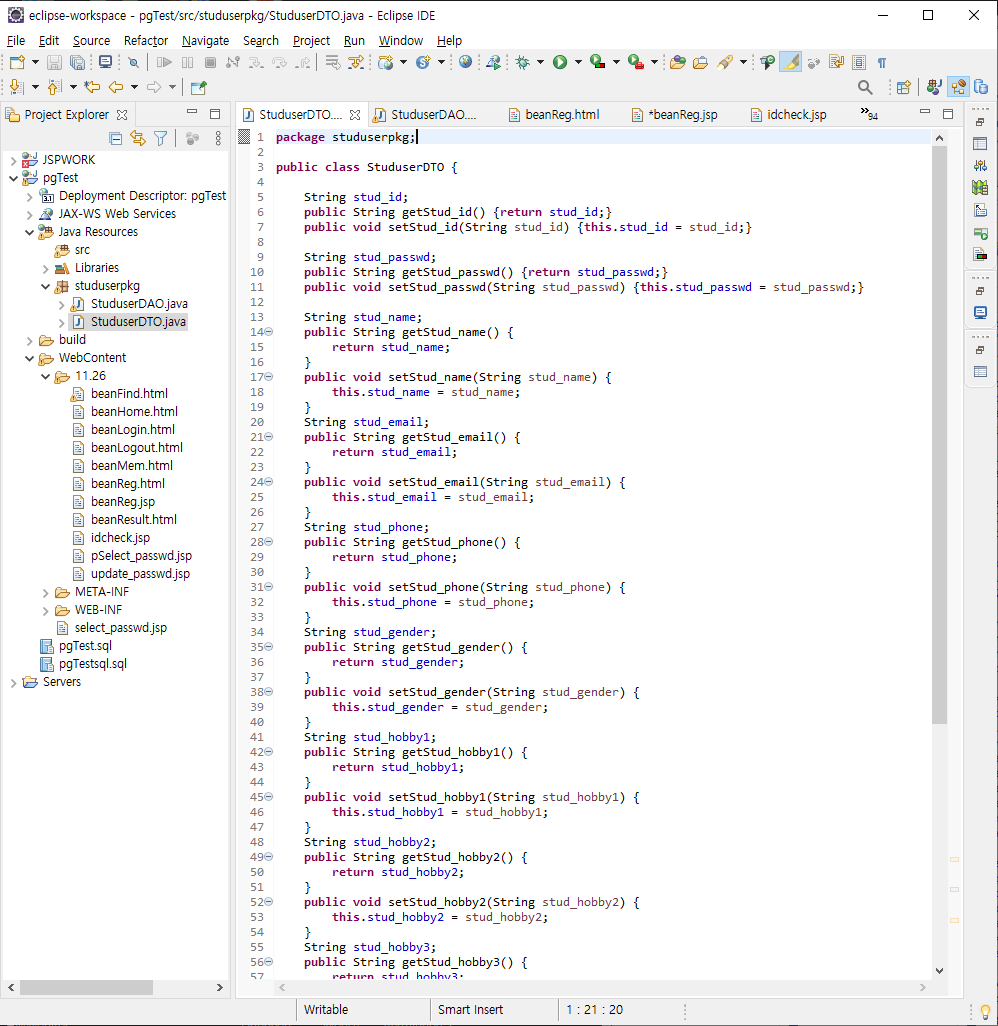 eclipse-workspace - pgTest/src/studuserpkg/StuduserDTO.java - Eclipse IDE
File Edit Source Refactor Navigate Search Project Run Window Help
Project Explorer
StuduserDTO.... StuduserDAO.... beanReg.html *beanReg.jsp idcheck.jsp »94
JSPWORK
pgTest
Deployment Descriptor: pgTest
JAX-WS Web Services
Java Resources
src
Libraries
studuserpkg
StuduserDAO.java
StuduserDTO.java
build
WebContent
11.26
beanFind.html
beanHome.html
beanLogin.html
beanLogout.html
beanMem.html
beanReg.html
beanReg.jsp
beanResult.html
idcheck.jsp
pSelect_passwd.jsp
update_passwd.jsp
META-INF
WEB-INF
select_passwd.jsp
pgTest.sql
pgTestsql.sql
Servers
1 package studuserpkg;
2
3 public class StuduserDTO {
4
5 String stud_id;
6 public String getStud_id() {return stud_id;}
7 public void setStud_id(String stud_id) {this.stud_id = stud_id;}
8
9 String stud_passwd;
10 public String getStud_passwd() {return stud_passwd;}
11 public void setStud_passwd(String stud_passwd) {this.stud_passwd = stud_passwd;}
12
13 String stud_name;
14 public String getStud_name() {
15 return stud_name;
16 }
17 public void setStud_name(String stud_name) {
18 this.stud_name = stud_name;
19 }
20 String stud_email;
21 public String getStud_email() {
22 return stud_email;
23 }
24 public void setStud_email(String stud_email) {
25 this.stud_email = stud_email;
26 }
27 String stud_phone;
28 public String getStud_phone() {
29 return stud_phone;
30 }
31 public void setStud_phone(String stud_phone) {
32 this.stud_phone = stud_phone;
33 }
34 String stud_gender;
35 public String getStud_gender() {
36 return stud_gender;
37 }
38 public void setStud_gender(String stud_gender) {
39 this.stud_gender = stud_gender;
40 }
41 String stud_hobby1;
42 public String getStud_hobby1() {
43 return stud_hobby1;
44 }
45 public void setStud_hobby1(String stud_hobby1) {
46 this.stud_hobby1 = stud_hobby1;
47 }
48 String stud_hobby2;
49 public String getStud_hobby2() {
50 return stud_hobby2;
51 }
52 public void setStud_hobby2(String stud_hobby2) {
53 this.stud_hobby2 = stud_hobby2;
54 }
55 String stud_hobby3;
56 public String getStud_hobby3() {
57 return stud_hobby3;
Writable Smart Insert 1 : 21 : 20